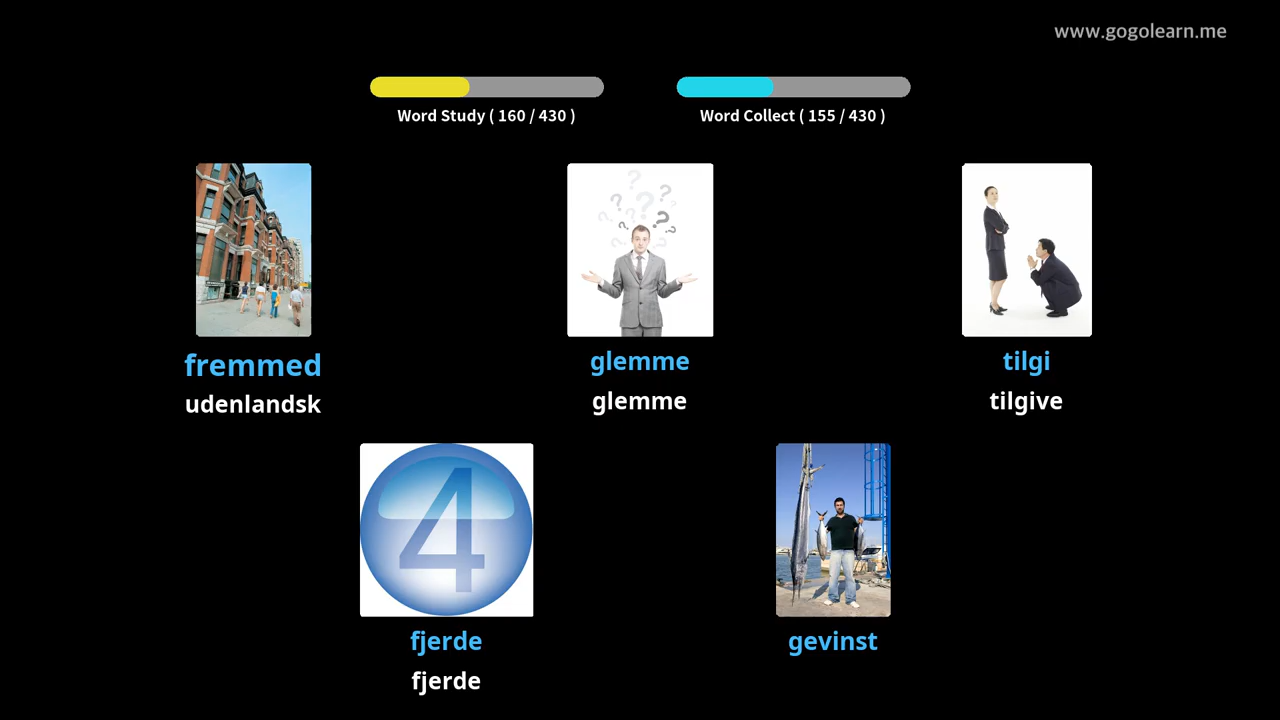 www.gogolearn.me
Word Study ( 160 / 430 )
Word Collect ( 155 / 430 )
fremmed
udenlandsk
glemme
glemme
tilgi
tilgive
4
fjerde
fjerde
gevinst